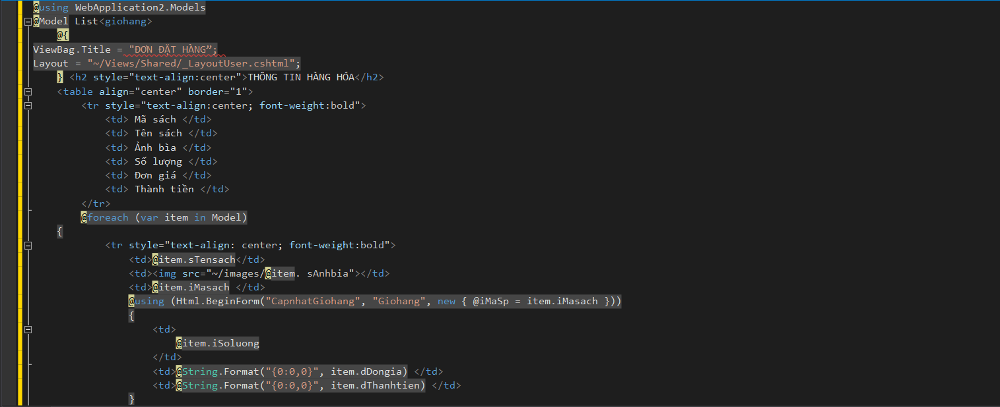 @using WebApplication2.Models
@Model List<giohang>
@{
ViewBag.Title = "ĐƠN ĐẶT HÀNG”;
Layout = "~/Views/Shared/_LayoutUser.cshtml";
} <h2 style="text-align:center">THÔNG TIN HÀNG HÓA</h2>
<table align="center" border="1">
<tr style="text-align:center; font-weight:bold">
<td> Mã sách </td>
<td> Tên sách </td>
<td> Ảnh bìa </td>
<td> Số lượng </td>
<td> Đơn giá </td>
<td> Thành tiền </td>
</tr>
@foreach (var item in Model)
{
<tr style="text-align: center; font-weight:bold">
<td>@item.sTensach</td>
<td><img src="~/images/@item. sAnhbia"></td>
<td>@item.iMasach </td>
@using (Html.BeginForm("CapnhatGiohang", "Giohang", new { @iMaSp = item.iMasach }))
{
<td>
@item.iSoluong
</td>
<td>@String.Format("{0:0,0}", item.dDongia) </td>
<td>@String.Format("{0:0,0}", item.dThanhtien) </td>
}